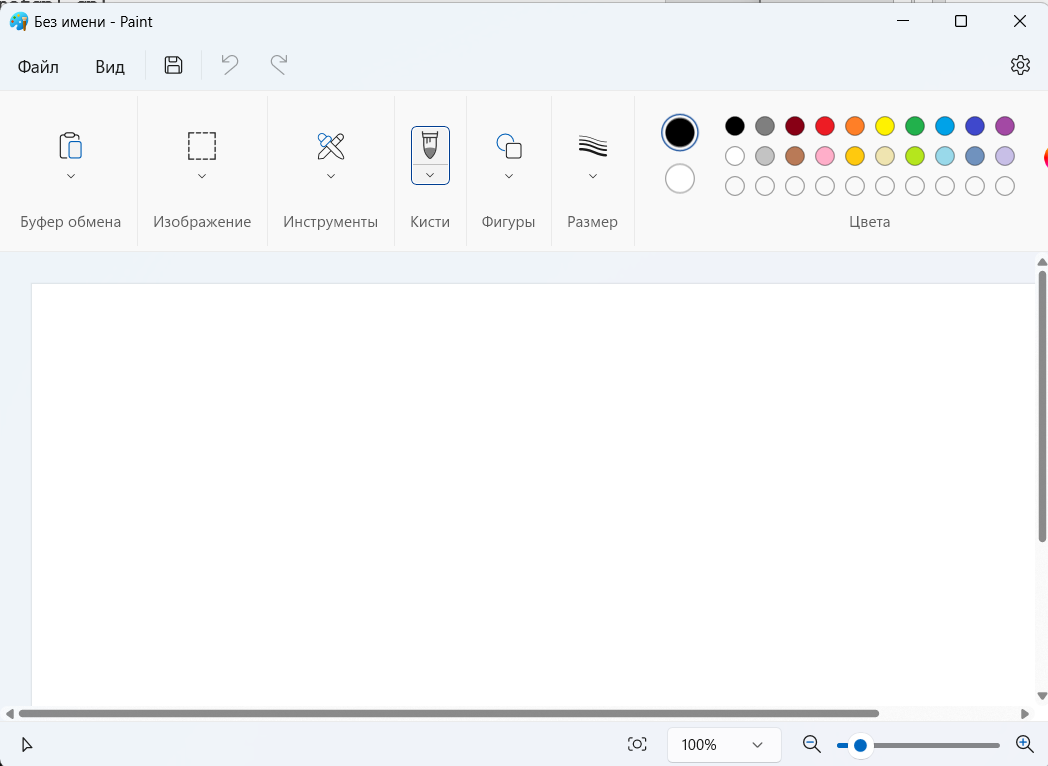 Без имени - Paint
Файл Вид
Буфер обмена Изображение Инструменты Кисти Фигуры Размер Цвета
100%